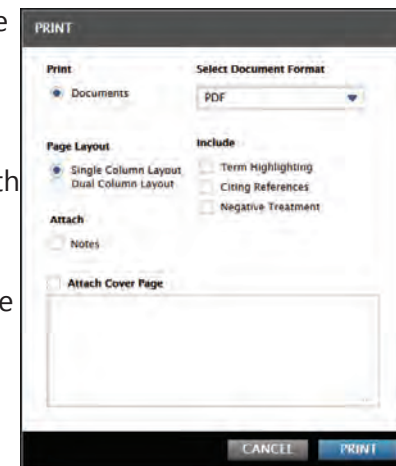 e
th
e
PRINT
Print
Documents
Select Document Format
PDF
Page Layout
Single Column Layout
Dual Column Layout
Include
Term Highlighting
Citing References
Negative Treatment
Attach
Notes
Attach Cover Page
CANCEL PRINT